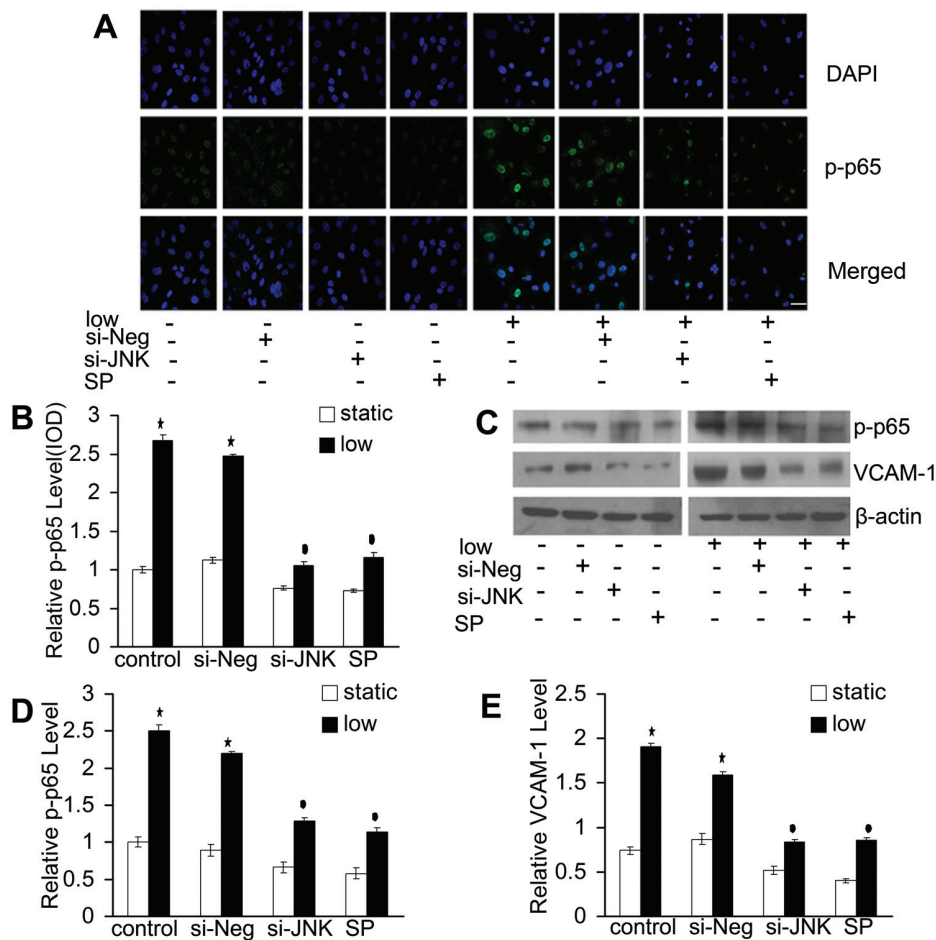 A
DAPI
p-p65
Merged
low - - - - + + + +
si-Neg - + - - - + - -
si-JNK - - + - - - + -
SP - - - + - - - +
B
Relative p-p65 Level(IOD)
3
2.5
2
1.5
1
0.5
0
static
low
control si-Neg si-JNK SP
C
p-p65
VCAM-1
β-actin
low - - - - + + + +
si-Neg - + - - - + - -
si-JNK - - + - - - + -
SP - - - + - - - +
D
Relative p-p65 Level
3
2.5
2
1.5
1
0.5
0
static
low
control si-Neg si-JNK SP
E
Relative VCAM-1 Level
2.5
2
1.5
1
0.5
0
static
low
control si-Neg si-JNK SP